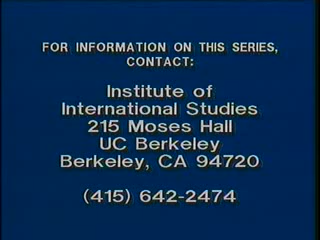 FOR INFORMATION ON THIS SERIES,
CONTACT:
Institute of
International Studies
215 Moses Hall
UC Berkeley
Berkeley, CA 94720
(415) 642-2474